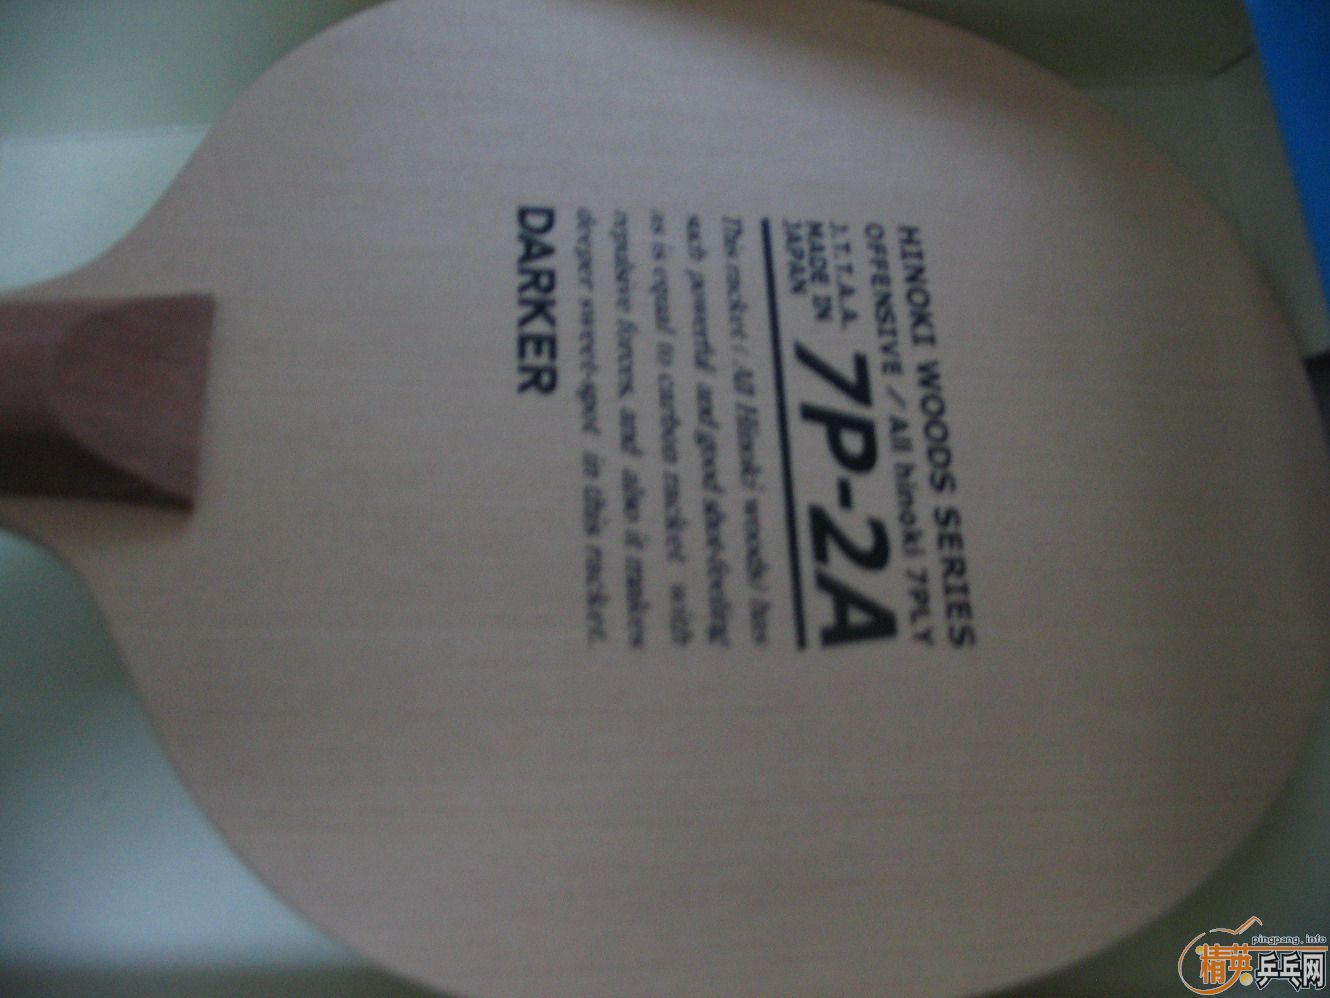 HINOKI WOODS SERIES
OFFENSIVE / All hinoki 7PLY
J.T.T.A.A.
MADE IN
JAPAN
7P-2A
This racket ( All Hinoki woods ) has
such powerful and good shot-feeling
as is equal to carbon racket with
repulsive forces, and also it makes
deeper sweet-spot in this racket.
DARKER
pingpang.info
精英乒乓网